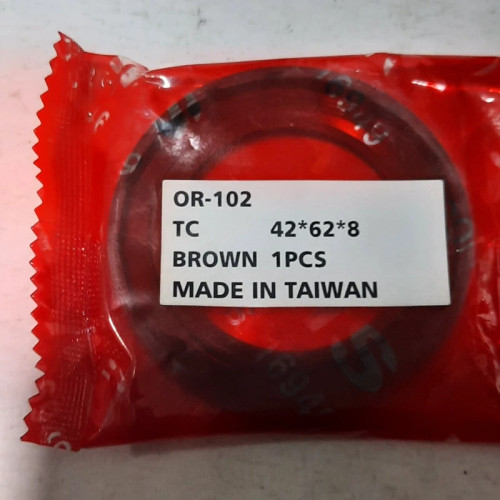 OR-102
TC 42*62*8
BROWN 1PCS
MADE IN TAIWAN